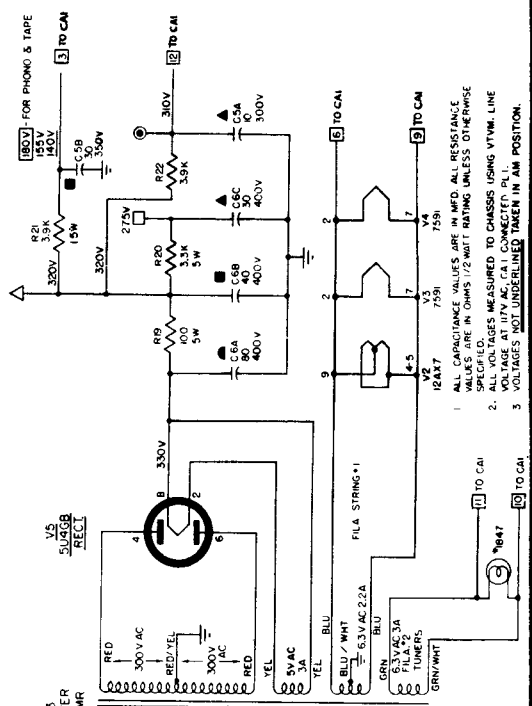 180V - FOR PHONO & TAPE
155V
140V
3 TO CA1
R21
3.9K
15W
C5B
30
350V
320V
320V
12 TO CA1
310V
R22
3.9K
C5A
10
300V
275V
R20
3.3K
5W
C6C
30
400V
C6B
40
400V
R19
100
5W
C6A
80
400V
330V
V5
5U4GB
RECT.
4
8
2
6
RED
300V AC
RED/YEL
300V
AC
RED
YEL
5V AC
3A
YEL
BLU
BLU / WHT
6.3V AC 2.2A
BLU
FILA STRING #1
GRN
6.3V AC 3A
FILA. #2
TUNERS
GRN/WHT
ER
MR
6 TO CA1
9 TO CA1
9
4-5
V2
12AX7
2
7
V3
7591
2
7
V4
7591
11 TO CA1
10 TO CA1
#1847
1 ALL CAPACITANCE VALUES ARE IN MFD. ALL RESISTANCE
VALUES ARE IN OHMS 1/2 WATT RATING UNLESS OTHERWISE
SPECIFIED.
2. ALL VOLTAGES MEASURED TO CHASSIS USING VTVM. LINE
VOLTAGE AT 117V AC, CA 1 CONNECTED PL1.
3 VOLTAGES NOT UNDERLINED TAKEN IN AM POSITION.